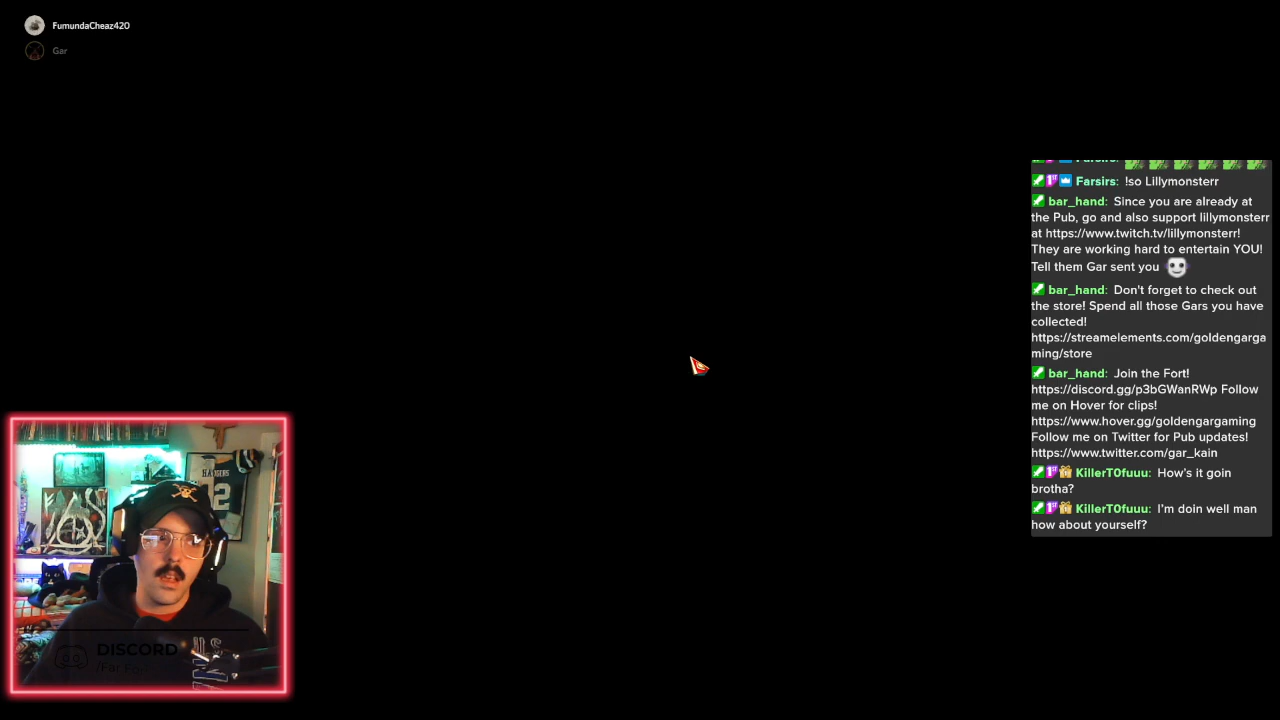 FumundaCheaz420
Gar
Farsirs: !so Lillymonsterr
bar_hand: Since you are already at
the Pub, go and also support lillymonsterr
at https://www.twitch.tv/lillymonsterr!
They are working hard to entertain YOU!
Tell them Gar sent you
bar_hand: Don't forget to check out
the store! Spend all those Gars you have
collected!
https://streamelements.com/goldengarga
ming/store
bar_hand: Join the Fort!
https://discord.gg/p3bGWanRWp Follow
me on Hover for clips!
https://www.hover.gg/goldengargaming
Follow me on Twitter for Pub updates!
https://www.twitter.com/gar_kain
KillerT0fuuu: How's it goin
brotha?
KillerT0fuuu: I'm doin well man
how about yourself?
12
DISCORD